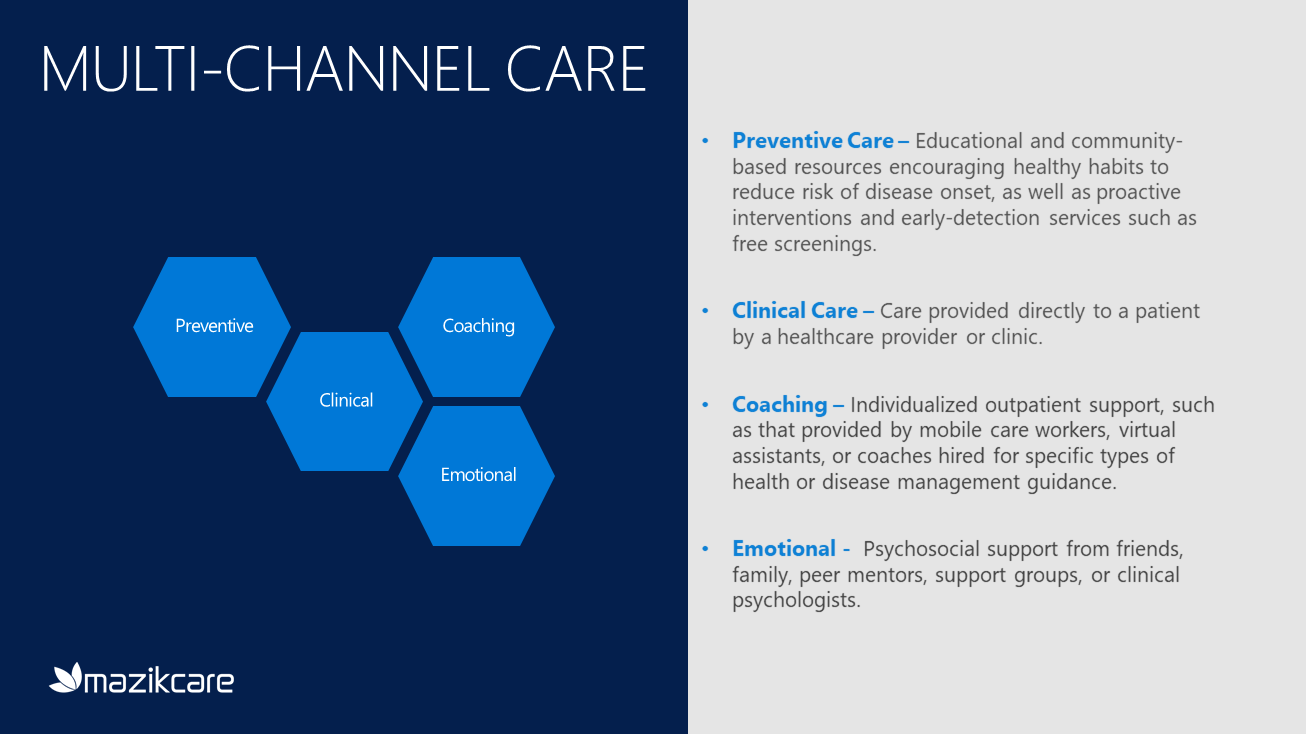 MULTI-CHANNEL CARE
Preventive
Coaching
Clinical
Emotional
mazikcare
• Preventive Care – Educational and community-
based resources encouraging healthy habits to
reduce risk of disease onset, as well as proactive
interventions and early-detection services such as
free screenings.
• Clinical Care – Care provided directly to a patient
by a healthcare provider or clinic.
• Coaching – Individualized outpatient support, such
as that provided by mobile care workers, virtual
assistants, or coaches hired for specific types of
health or disease management guidance.
• Emotional - Psychosocial support from friends,
family, peer mentors, support groups, or clinical
psychologists.